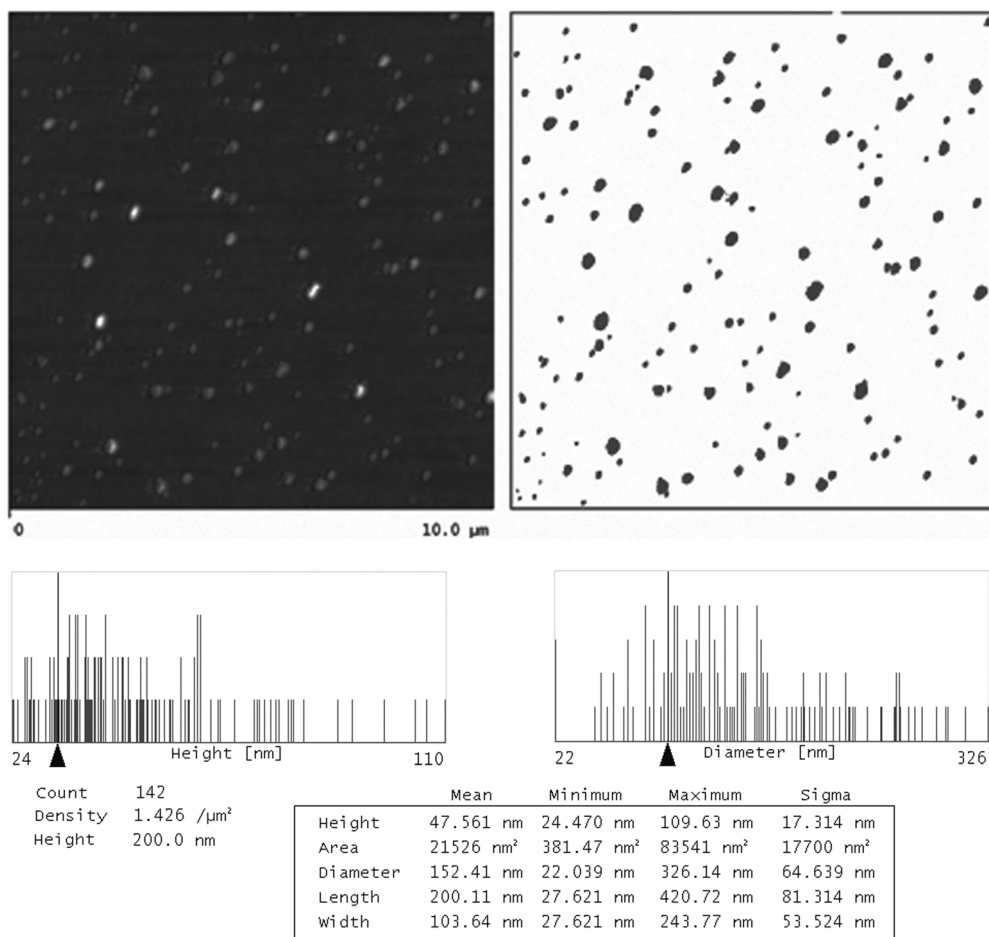 0 10.0 µm
24 Height [nm] 110
22 Diameter [nm] 326
Count 142
Density 1.426 /µm²
Height 200.0 nm
Mean Minimum Maximum Sigma
Height 47.561 nm 24.470 nm 109.63 nm 17.314 nm
Area 21526 nm² 381.47 nm² 83541 nm² 17700 nm²
Diameter 152.41 nm 22.039 nm 326.14 nm 64.639 nm
Length 200.11 nm 27.621 nm 420.72 nm 81.314 nm
Width 103.64 nm 27.621 nm 243.77 nm 53.524 nm